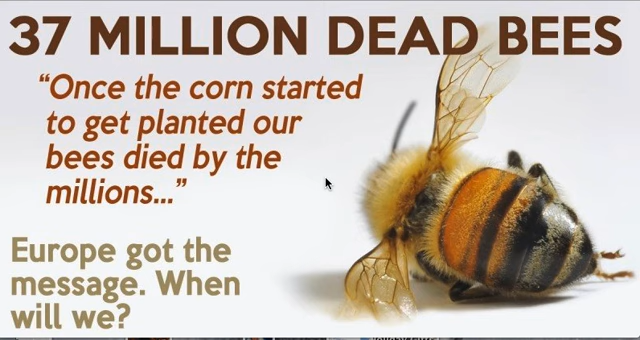 37 MILLION DEAD BEES
“Once the corn started
to get planted our
bees died by the
millions...”
Europe got the
message. When
will we?